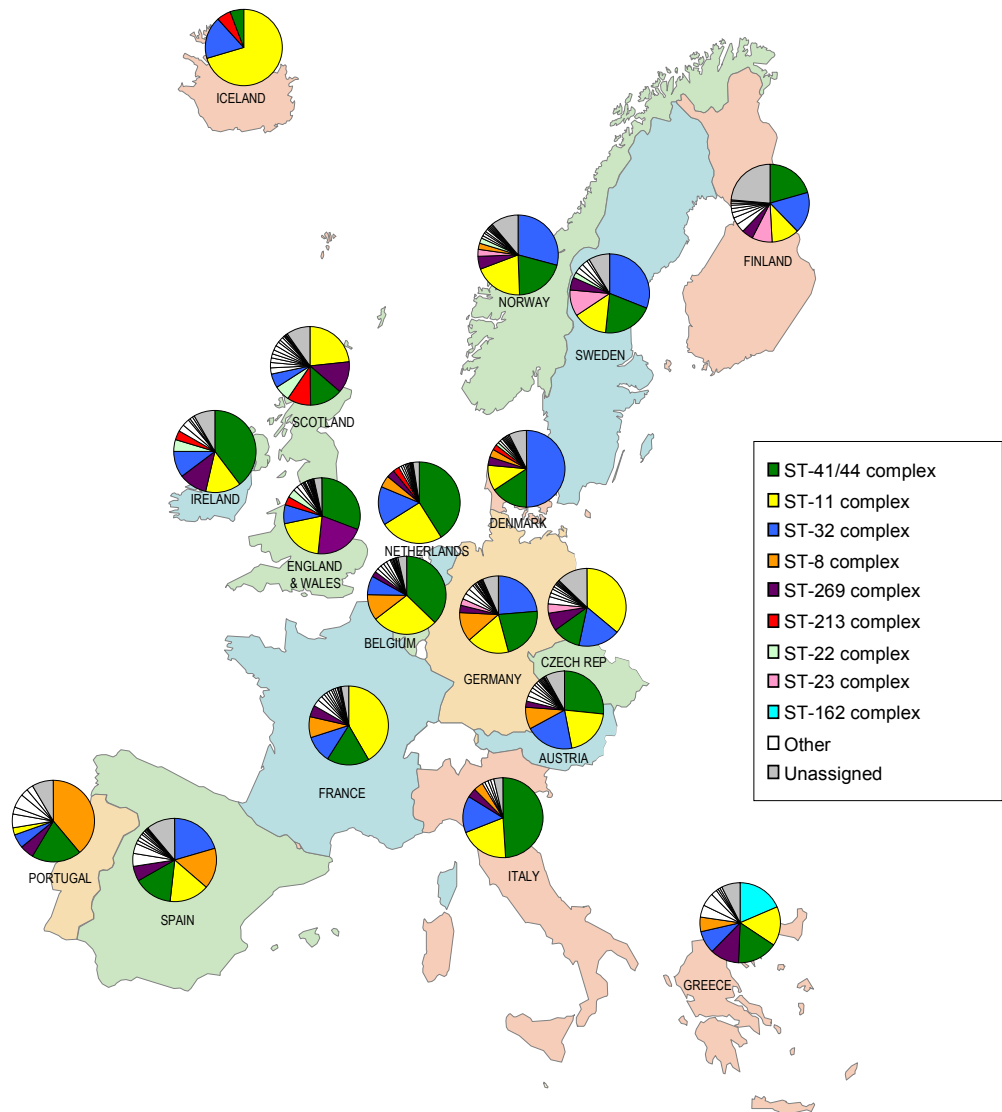 ICELAND
FINLAND
NORWAY
SWEDEN
SCOTLAND
IRELAND
DENMARK
NETHERLANDS
ENGLAND
& WALES
BELGIUM
CZECH REP
GERMANY
AUSTRIA
FRANCE
ITALY
PORTUGAL
SPAIN
GREECE
ST-41/44 complex
ST-11 complex
ST-32 complex
ST-8 complex
ST-269 complex
ST-213 complex
ST-22 complex
ST-23 complex
ST-162 complex
Other
Unassigned